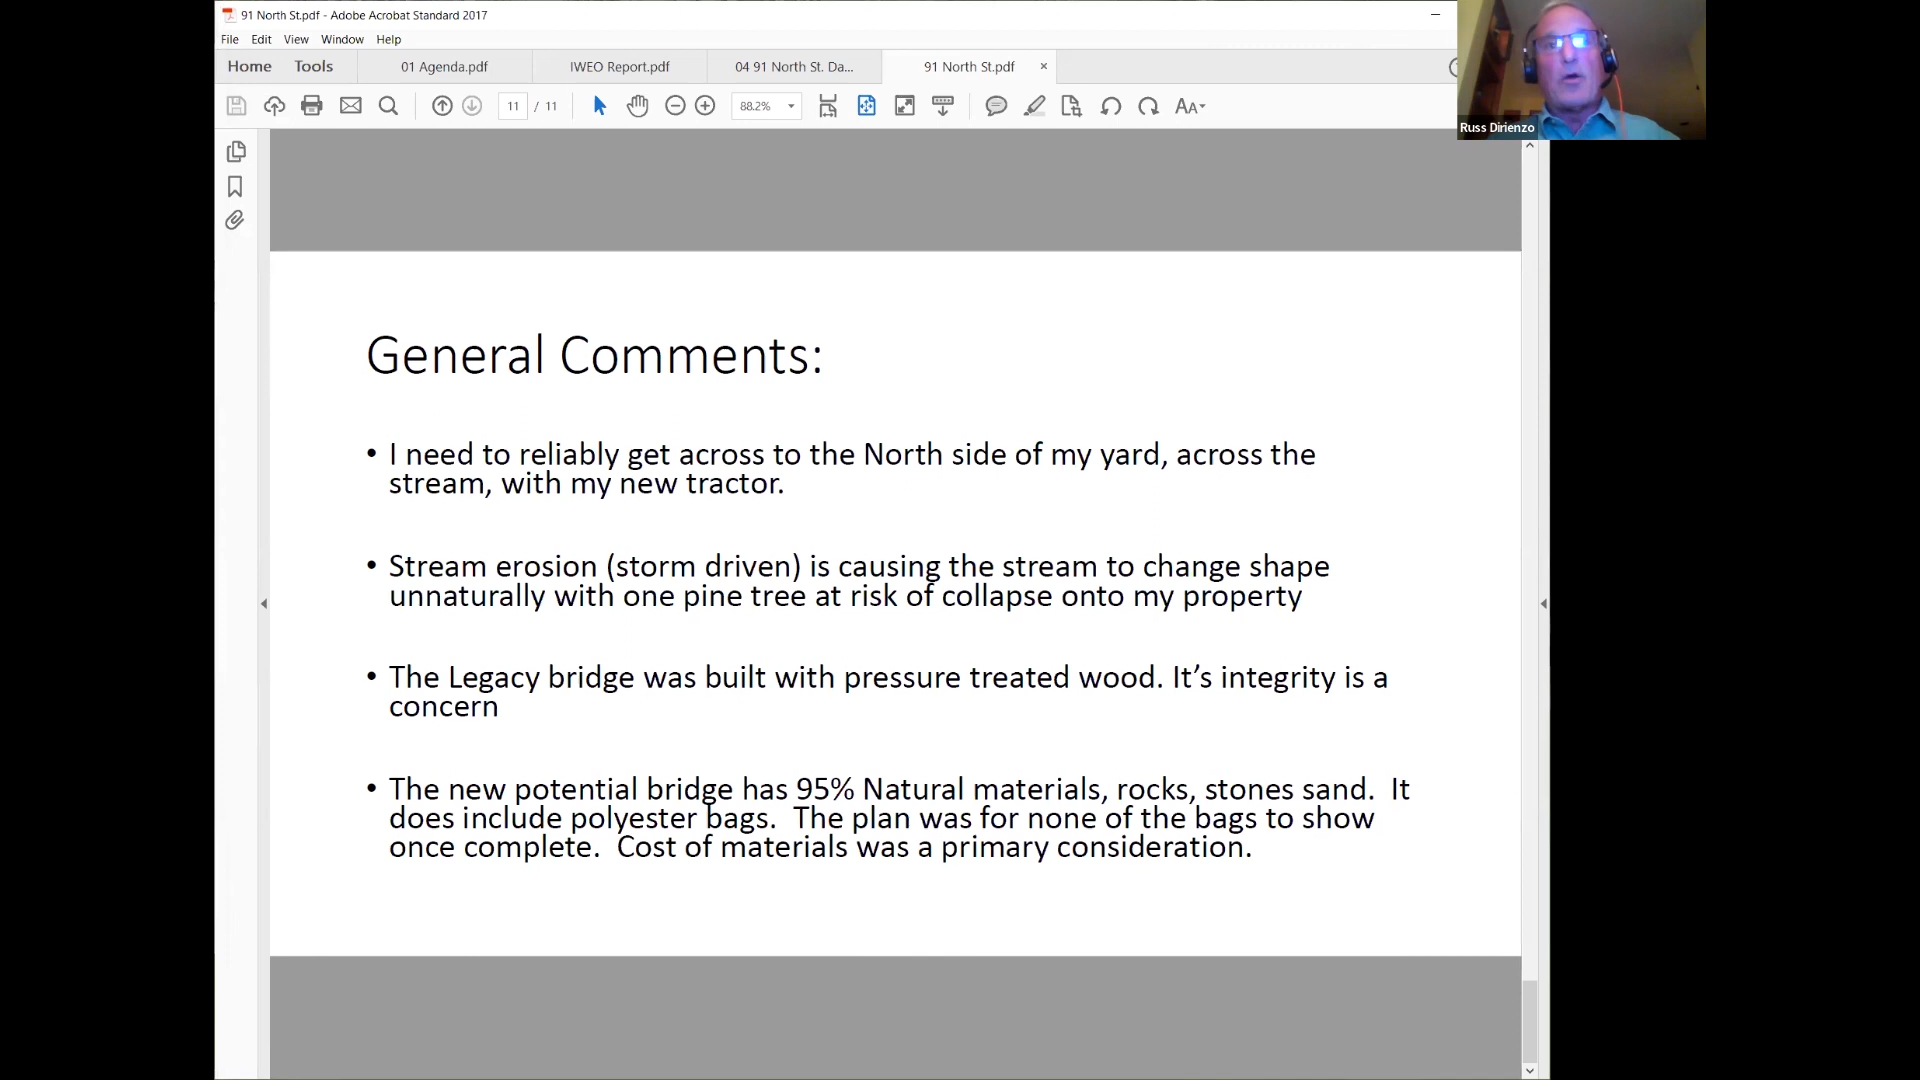 91 North St.pdf - Adobe Acrobat Standard 2017
File Edit View Window Help
Home Tools 01 Agenda.pdf IWEO Report.pdf 04 91 North St. Da... 91 North St.pdf ×
11 / 11 88.2%
Russ Dirienzo
General Comments:
• I need to reliably get across to the North side of my yard, across the
stream, with my new tractor.
• Stream erosion (storm driven) is causing the stream to change shape
unnaturally with one pine tree at risk of collapse onto my property
• The Legacy bridge was built with pressure treated wood. It’s integrity is a
concern
• The new potential bridge has 95% Natural materials, rocks, stones sand. It
does include polyester bags. The plan was for none of the bags to show
once complete. Cost of materials was a primary consideration.